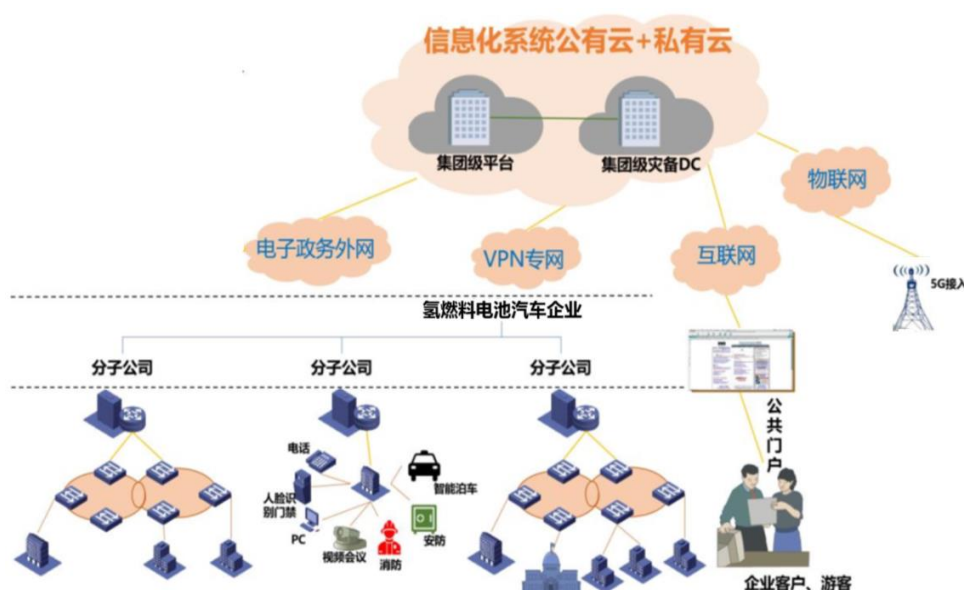 信息化系统公有云+私有云
集团级平台
集团级灾备DC
物联网
电子政务外网
VPN专网
互联网
5G接入
氢燃料电池汽车企业
分子公司
分子公司
分子公司
公共门户
电话
智能泊车
人脸识
别门禁
PC
视频会议
消防
安防
企业客户、游客